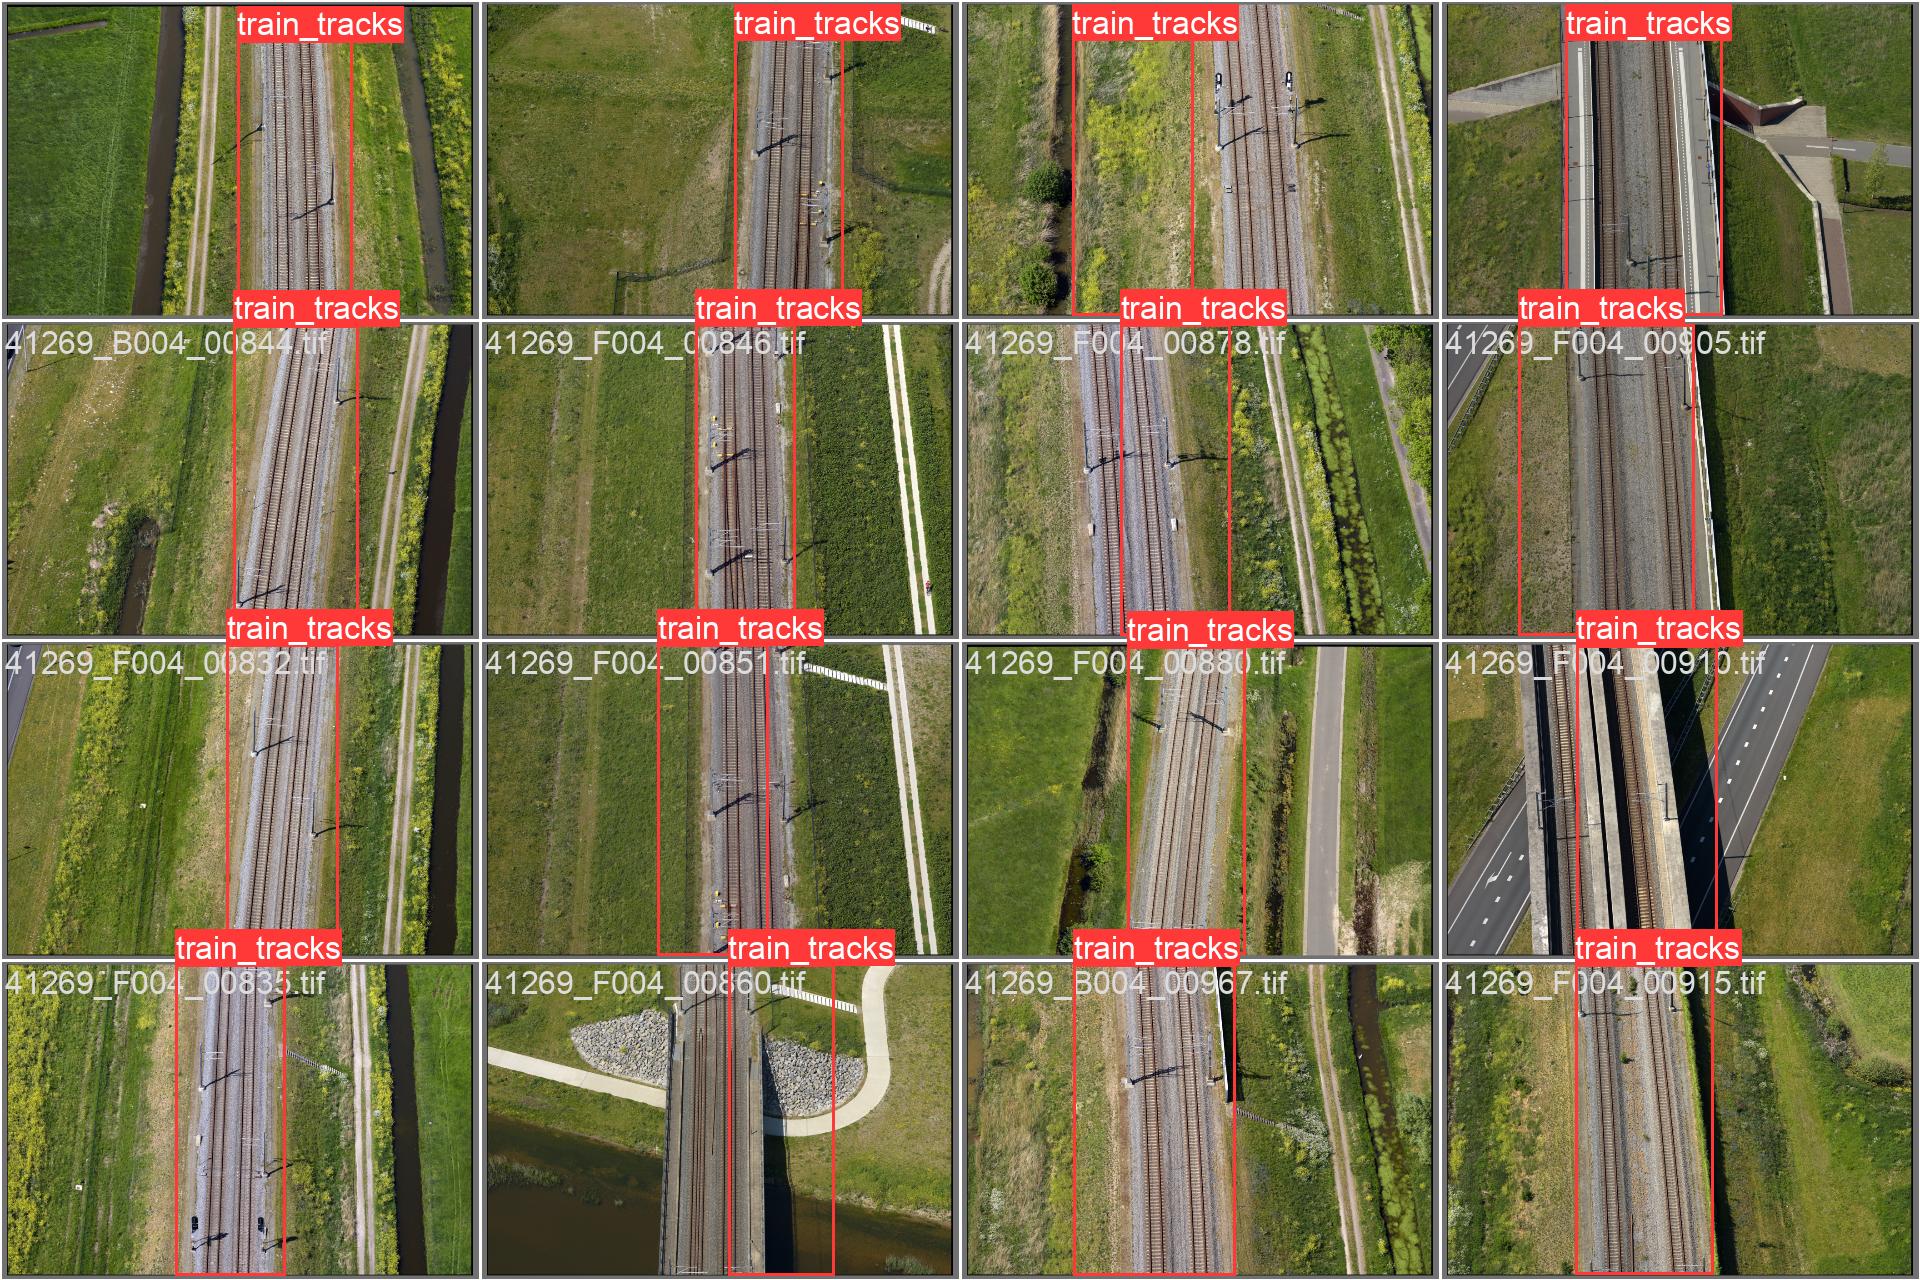 train_tracks
train_tracks
train_tracks
train_tracks
train_tracks
train_tracks
train_tracks
train_tracks
41269_B004_00844.tif
41269_F004_00846.tif
41269_F004_00878.tif
41269_F004_00905.tif
train_tracks
train_tracks
train_tracks
train_tracks
41269_F004_00832.tif
41269_F004_00851.tif
41269_F004_00880.tif
41269_F004_00910.tif
train_tracks
train_tracks
train_tracks
train_tracks
41269_F004_00835.tif
41269_F004_00860.tif
41269_B004_00967.tif
41269_F004_00915.tif